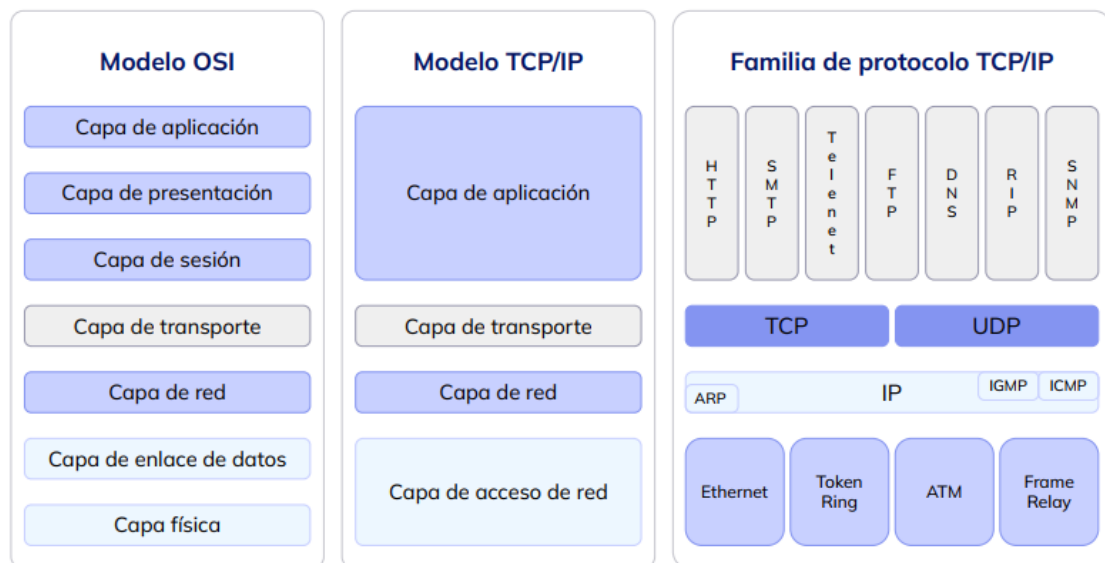 Modelo OSI
Capa de aplicación
Capa de presentación
Capa de sesión
Capa de transporte
Capa de red
Capa de enlace de datos
Capa física
Modelo TCP/IP
Capa de aplicación
Capa de transporte
Capa de red
Capa de acceso de red
Familia de protocolo TCP/IP
HTTP
SMTP
Telenet
FTP
DNS
RIP
SNMP
TCP
UDP
ARP
IP
IGMP
ICMP
Ethernet
Token
Ring
ATM
Frame
Relay